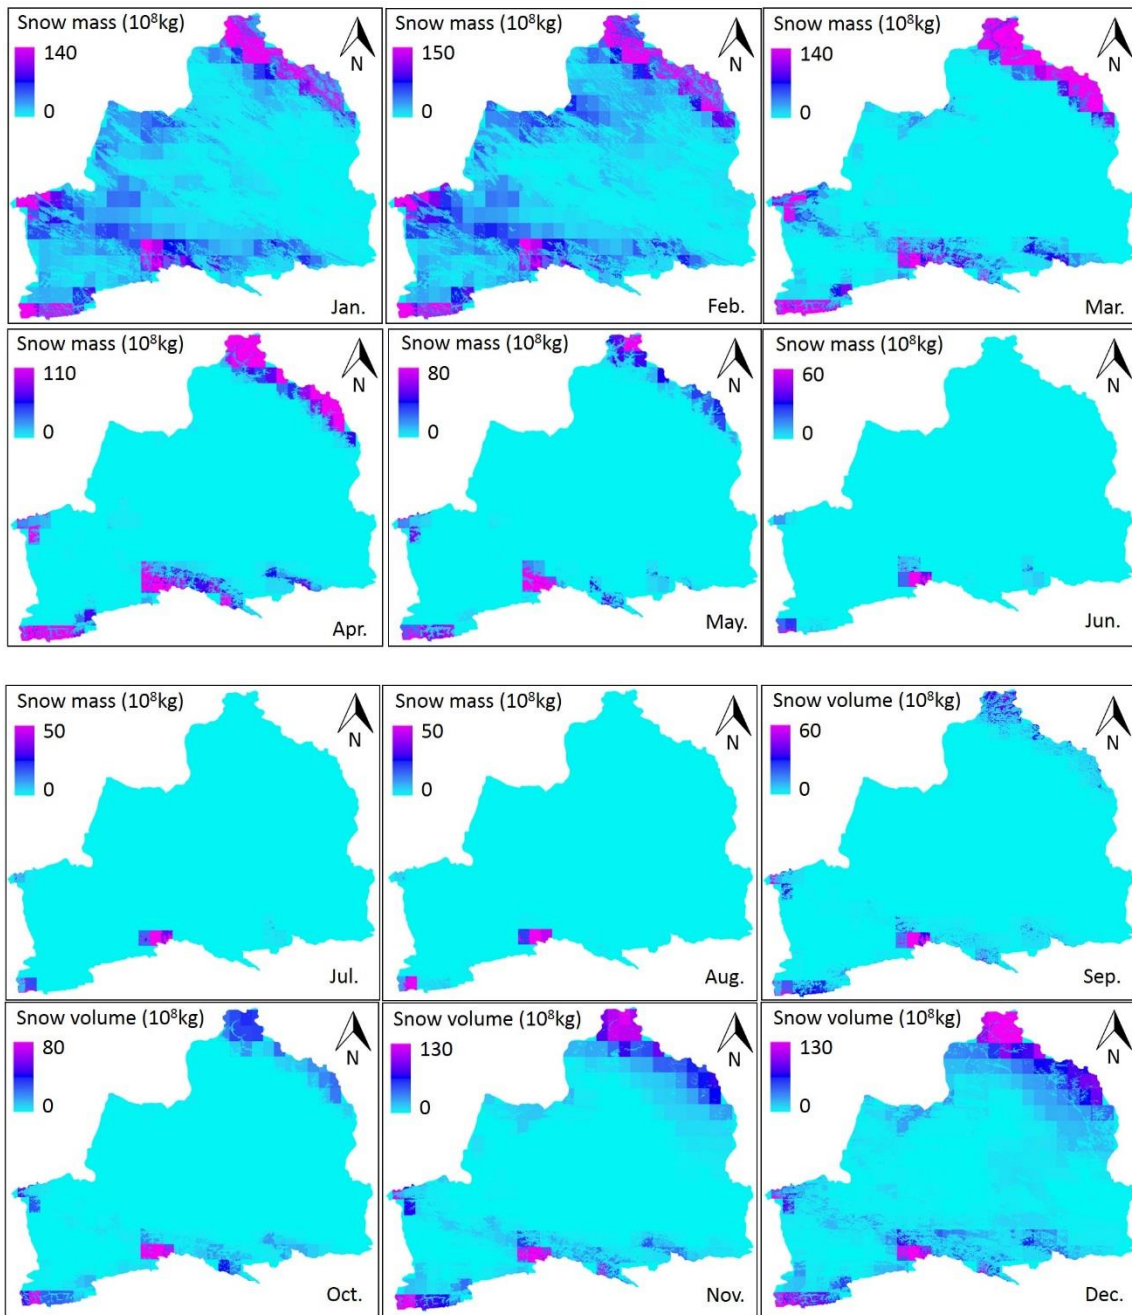 Snow mass (10⁸kg)
140
0
N
Jan.
Snow mass (10⁸kg)
150
0
N
Feb.
Snow mass (10⁸kg)
140
0
N
Mar.
Snow mass (10⁸kg)
110
0
N
Apr.
Snow mass (10⁸kg)
80
0
N
May.
Snow mass (10⁸kg)
60
0
N
Jun.
Snow mass (10⁸kg)
50
0
N
Jul.
Snow mass (10⁸kg)
50
0
N
Aug.
Snow volume (10⁸kg)
60
0
N
Sep.
Snow volume (10⁸kg)
80
0
N
Oct.
Snow volume (10⁸kg)
130
0
N
Nov.
Snow volume (10⁸kg)
130
0
N
Dec.